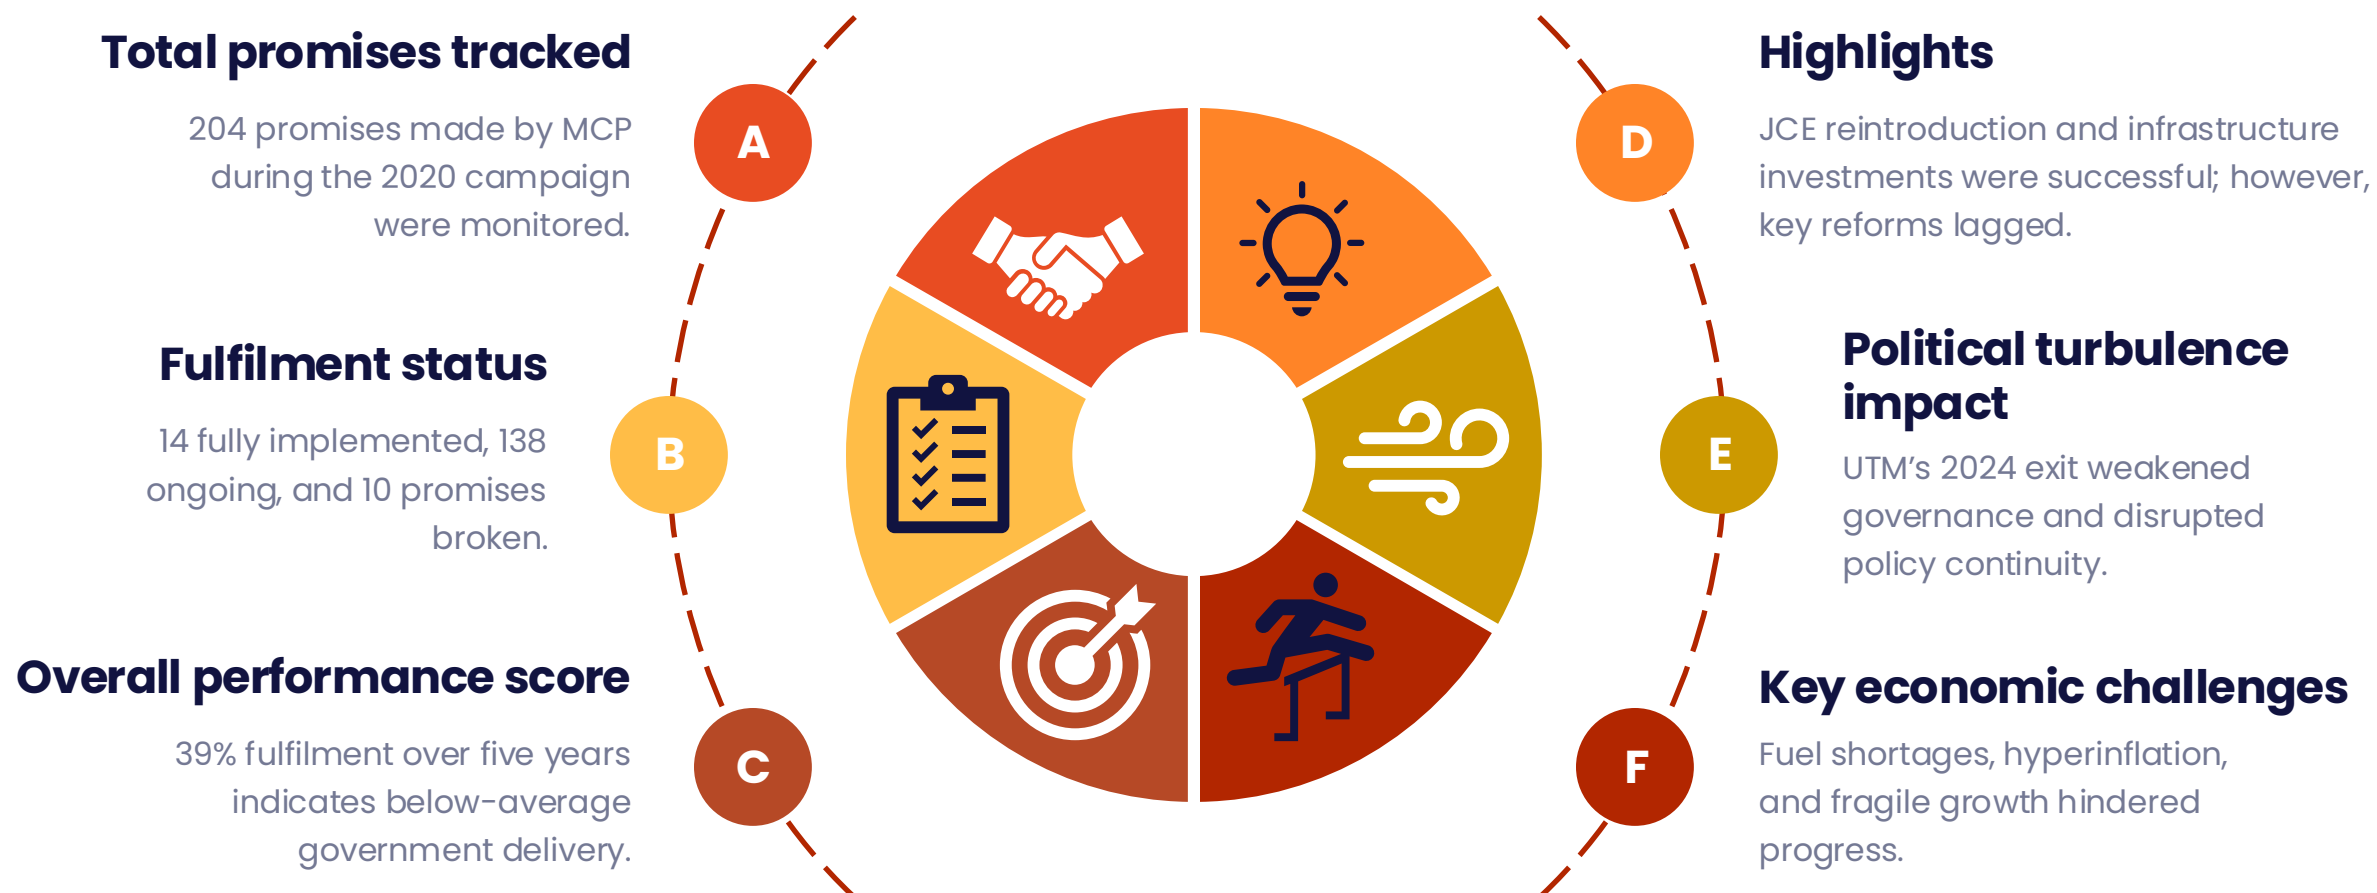 Total promises tracked
204 promises made by MCP
during the 2020 campaign
were monitored.
A
Fulfilment status
14 fully implemented, 138
ongoing, and 10 promises
broken.
B
Overall performance score
39% fulfilment over five years
indicates below-average
government delivery.
C
D
Highlights
JCE reintroduction and infrastructure
investments were successful; however,
key reforms lagged.
E
Political turbulence
impact
UTM’s 2024 exit weakened
governance and disrupted
policy continuity.
F
Key economic challenges
Fuel shortages, hyperinflation,
and fragile growth hindered
progress.